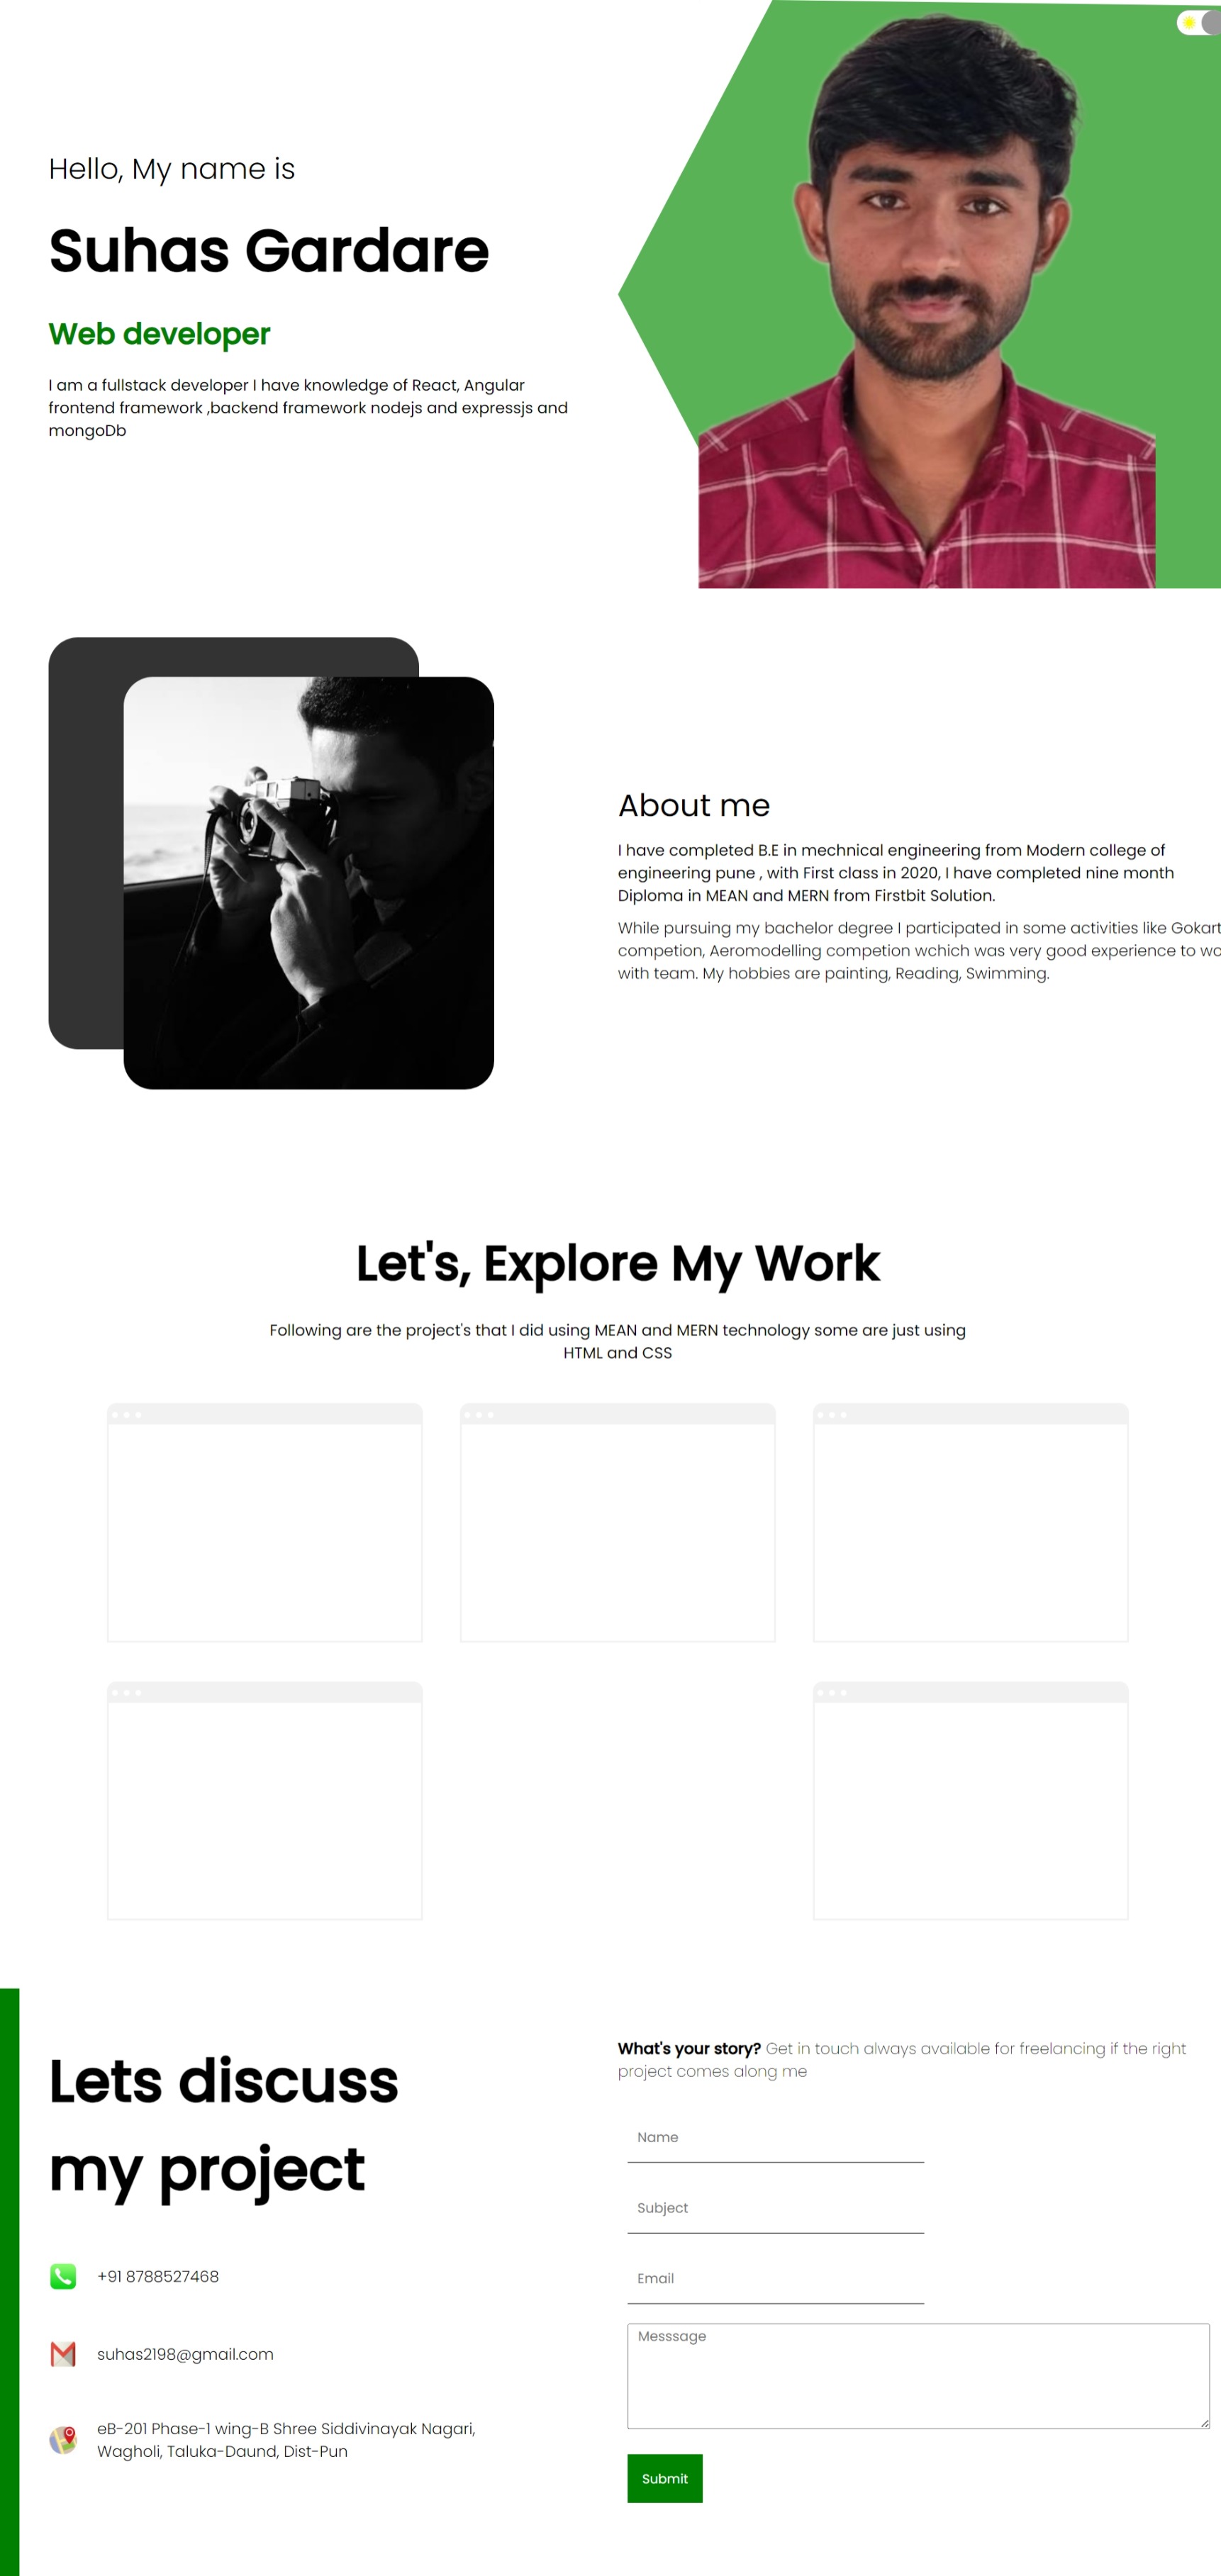 Hello, My name is
Suhas Gardare
Web developer
I am a fullstack developer I have knowledge of React, Angular
frontend framework ,backend framework nodejs and expressjs and
mongoDb
About me
I have completed B.E in mechnical engineering from Modern college of
engineering pune , with First class in 2020, I have completed nine month
Diploma in MEAN and MERN from Firstbit Solution.
While pursuing my bachelor degree I participated in some activities like Gokart
competion, Aeromodelling competion wchich was very good experience to wo
with team. My hobbies are painting, Reading, Swimming.
Let's, Explore My Work
Following are the project's that I did using MEAN and MERN technology some are just using
HTML and CSS
Lets discuss
my project
+91 8788527468
suhas2198@gmail.com
eB-201 Phase-1 wing-B Shree Siddivinayak Nagari,
Wagholi, Taluka-Daund, Dist-Pun
What's your story? Get in touch always available for freelancing if the right
project comes along me
Name
Subject
Email
Messsage
Submit